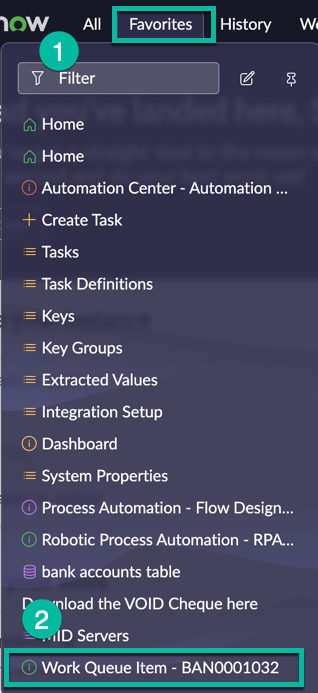 now All Favorites History
1
Filter
Home
Home
Automation Center - Automation ...
Create Task
Tasks
Task Definitions
Keys
Key Groups
Extracted Values
Integration Setup
Dashboard
System Properties
Process Automation - Flow Design...
Robotic Process Automation - RPA...
bank accounts table
Download the VOID Cheque here
2
MID Servers
Work Queue Item - BAN0001032